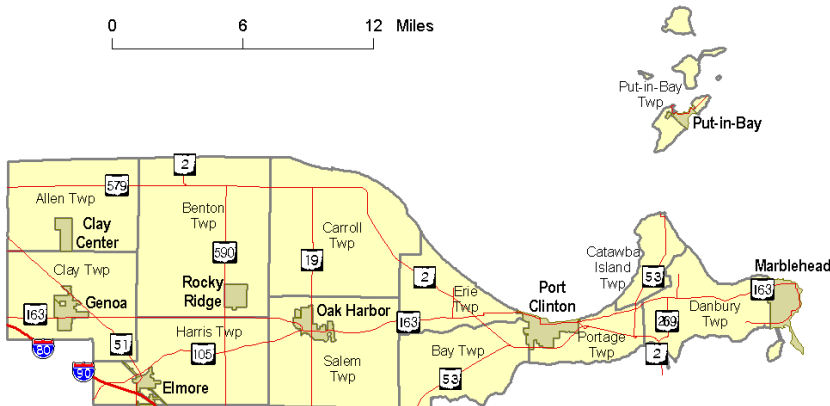 0 6 12 Miles
Put-in-Bay
Twp
Put-in-Bay
2
579
Allen Twp
Benton
Twp
Clay
Center
Carroll
Twp
590
19
Catawba
Island
Twp
Clay Twp
2
53
Marblehead
Rocky
Ridge
Erie
Twp
Port
Clinton
163
Genoa
163
Oak Harbor
163
269
Danbury
Twp
Harris Twp
51
105
80
Salem
Twp
Bay Twp
Portage
Twp
2
90
Elmore
53